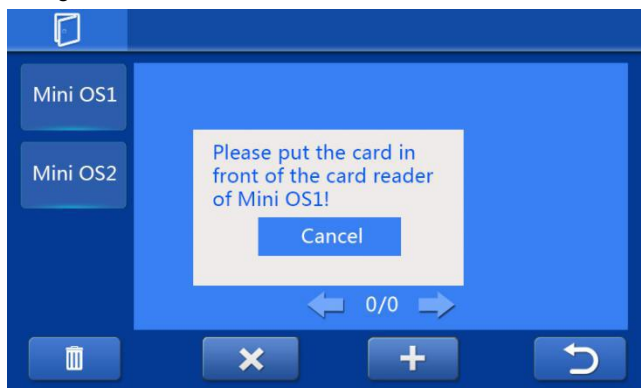 Mini OS1
Mini OS2
Please put the card in
front of the card reader
of Mini OS1!
Cancel
0/0